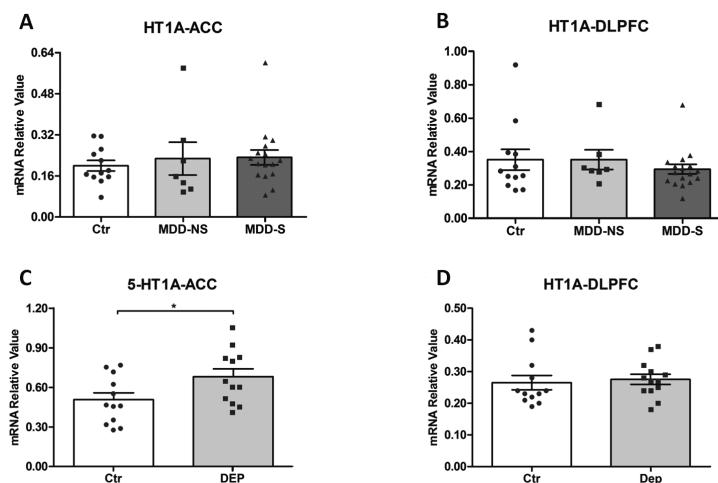 A
HT1A-ACC
mRNA Relative Value
0.64
0.48
0.32
0.16
0.00
Ctr MDD-NS MDD-S
B
HT1A-DLPFC
mRNA Relative Value
1.00
0.80
0.60
0.40
0.20
0.00
Ctr MDD-NS MDD-S
C
5-HT1A-ACC
mRNA Relative Value
1.20
0.90
0.60
0.30
0.00
*
Ctr DEP
D
HT1A-DLPFC
mRNA Relative Value
0.50
0.40
0.30
0.20
0.10
0.00
Ctr Dep